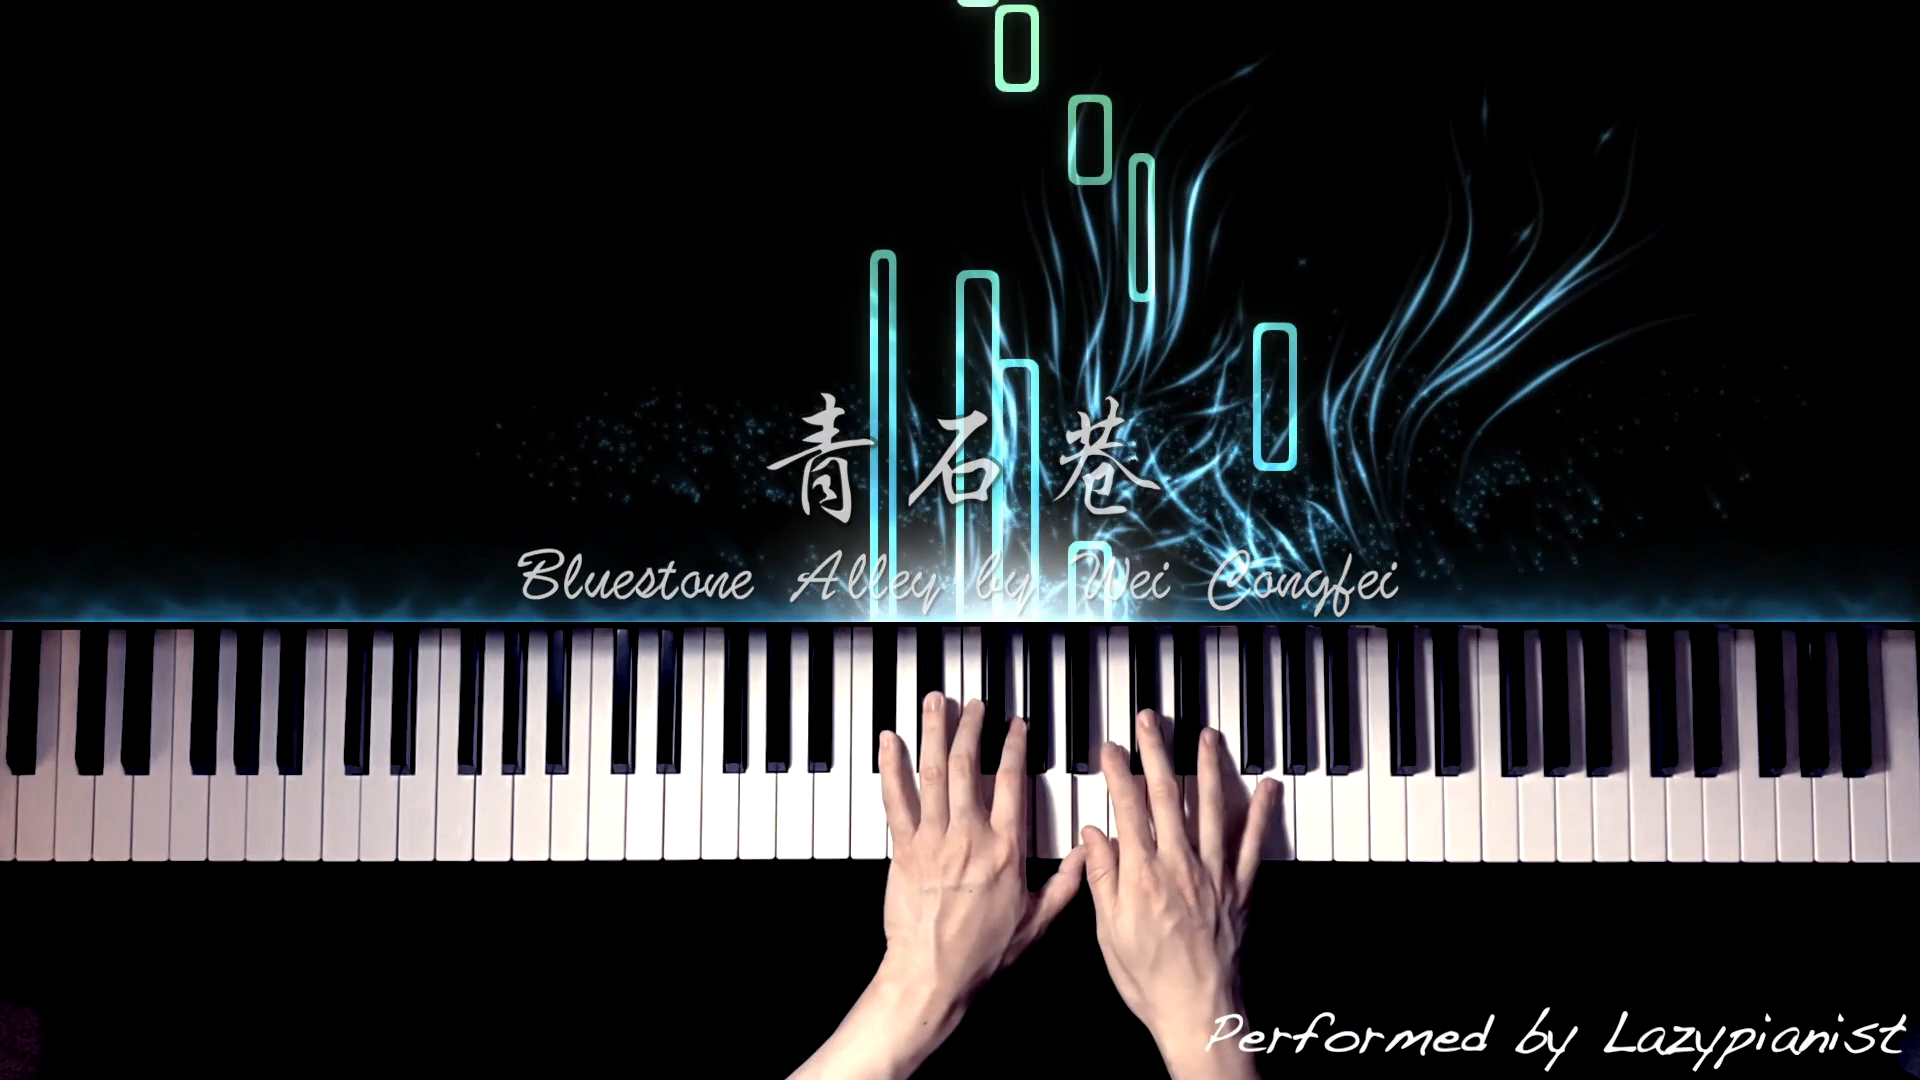 青石巷
Bluestone Alley by Wei Congfei
Performed by Lazypianist